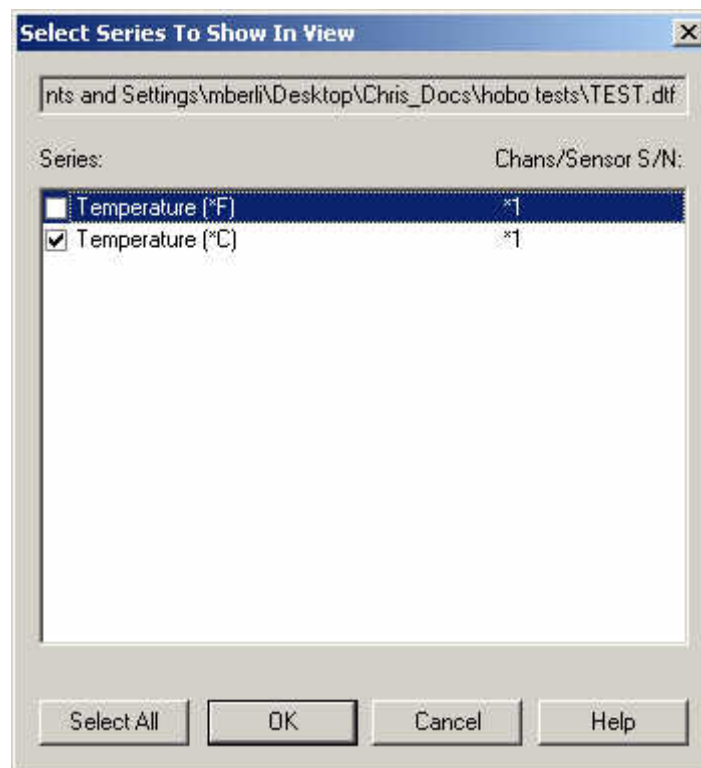 Select Series To Show In View
nts and Settings\mberli\Desktop\Chris_Docs\hobo tests\TEST.dtf
Series: Chans/Sensor S/N:
Temperature (*F) *1
Temperature (*C) *1
Select All OK Cancel Help